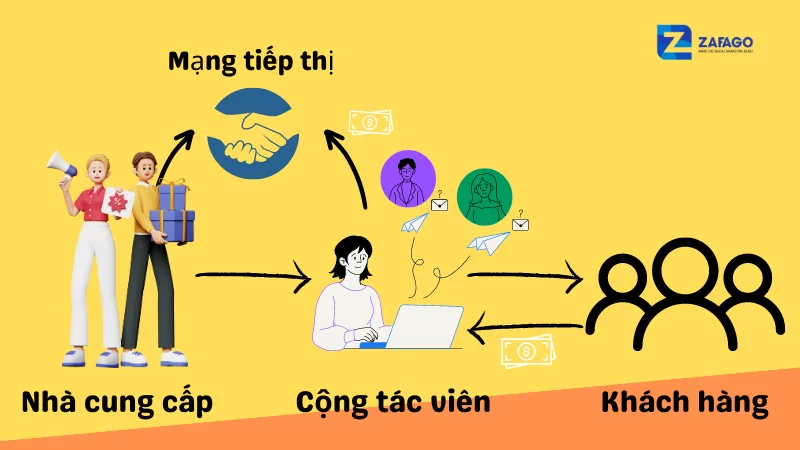 ZAFAGO
Mạng tiếp thị
Nhà cung cấp
Cộng tác viên
Khách hàng